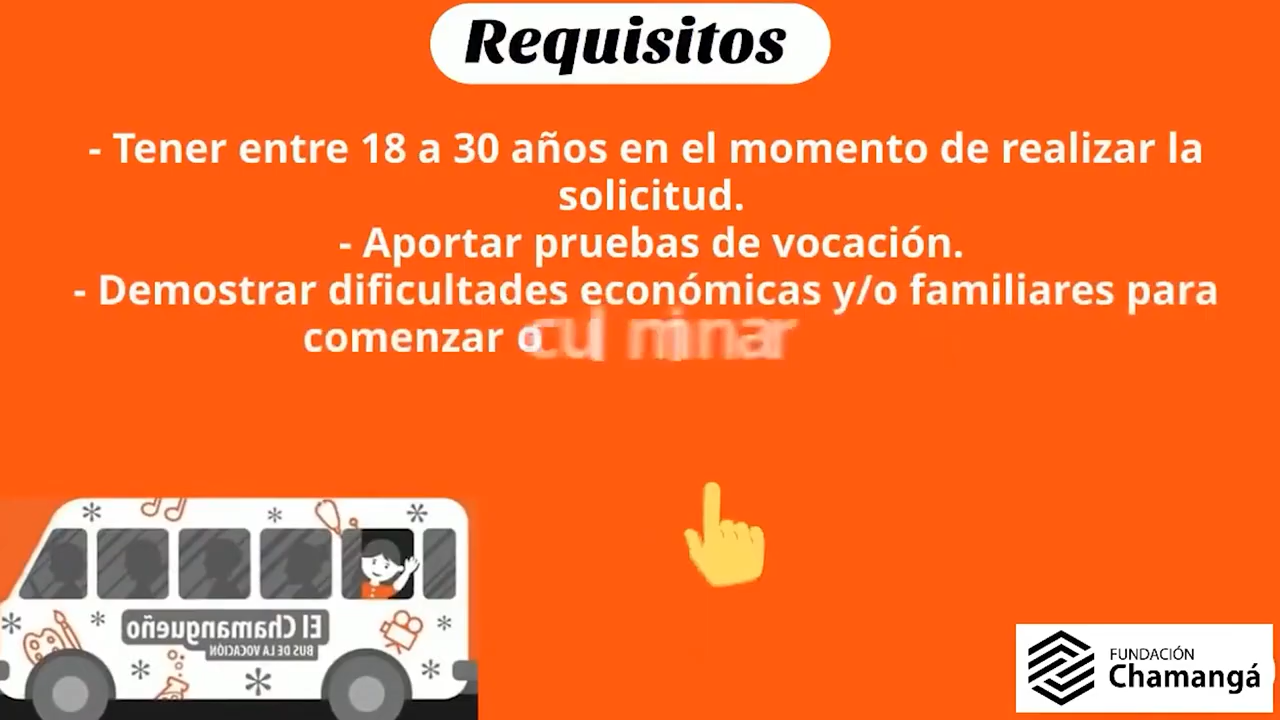 Requisitos
- Tener entre 18 a 30 años en el momento de realizar la
solicitud.
- Aportar pruebas de vocación.
- Demostrar dificultades económicas y/o familiares para
comenzar o culminar
El Chamangueño
BUS DE LA VOCACIÓN
FUNDACIÓN
Chamangá